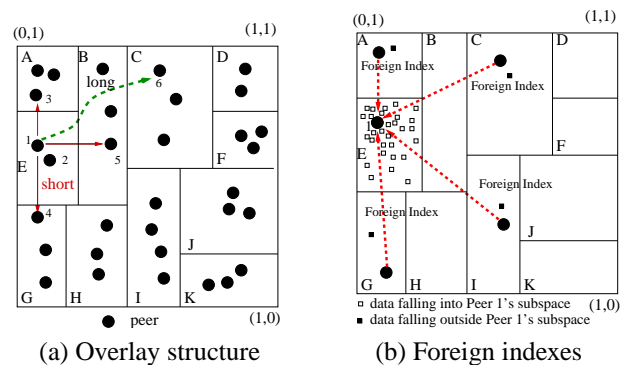 (0,1)
(1,1)
A
B
C
D
long
6
3
1
2
5
E
F
short
4
J
G
H
I
K
(1,0)
peer
(a) Overlay structure
(0,1)
(1,1)
A
B
C
D
Foreign Index
Foreign Index
1
E
F
Foreign Index
Foreign Index
J
G
H
I
K
data falling into Peer 1's subspace
(1,0)
data falling outside Peer 1's subspace
(b) Foreign indexes